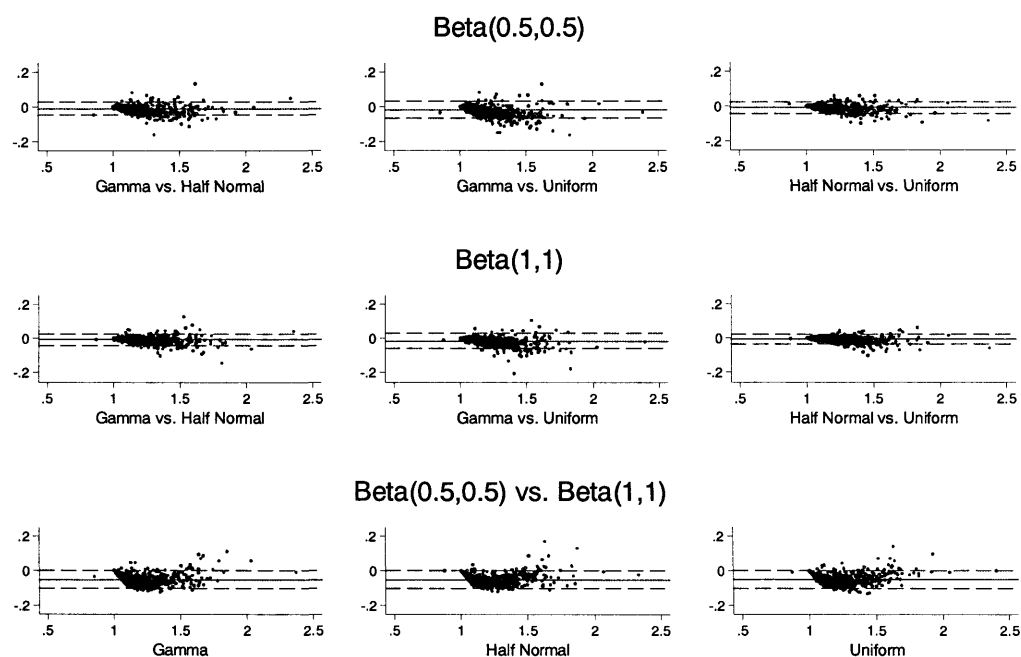 Beta(0.5,0.5)
.2
0
-.2
.5 1 1.5 2 2.5
Gamma vs. Half Normal
.2
0
-.2
.5 1 1.5 2 2.5
Gamma vs. Uniform
.2
0
-.2
.5 1 1.5 2 2.5
Half Normal vs. Uniform
Beta(1,1)
.2
0
-.2
.5 1 1.5 2 2.5
Gamma vs. Half Normal
.2
0
-.2
.5 1 1.5 2 2.5
Gamma vs. Uniform
.2
0
-.2
.5 1 1.5 2 2.5
Half Normal vs. Uniform
Beta(0.5,0.5) vs. Beta(1,1)
.2
0
-.2
.5 1 1.5 2 2.5
Gamma
.2
0
-.2
.5 1 1.5 2 2.5
Half Normal
.2
0
-.2
.5 1 1.5 2 2.5
Uniform